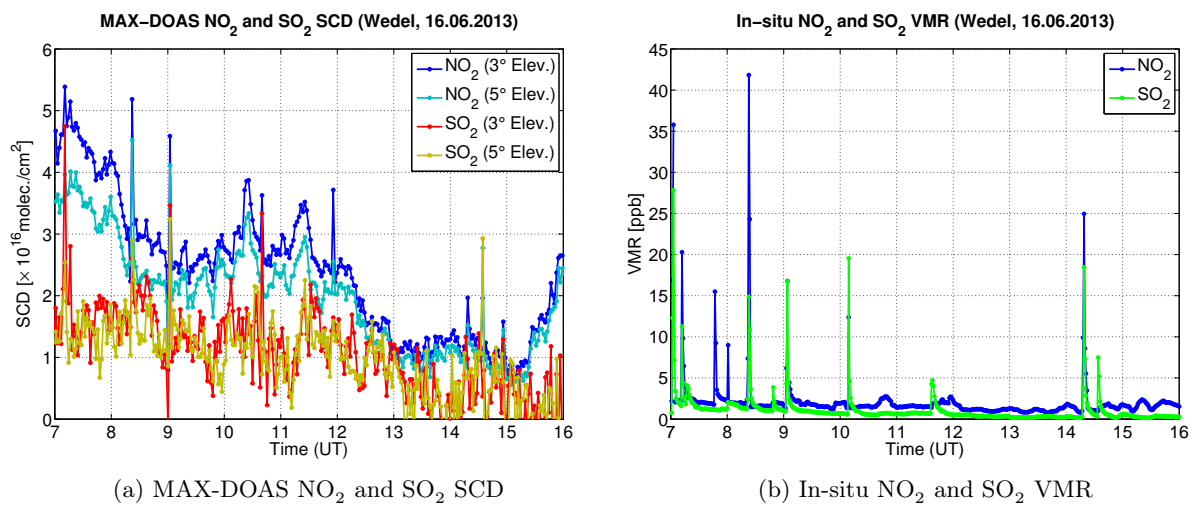 MAX−DOAS NO₂ and SO₂ SCD (Wedel, 16.06.2013)
6
5
4
3
2
1
0
SCD [× 10¹⁶ molec./cm²]
NO₂ (3° Elev.)
NO₂ (5° Elev.)
SO₂ (3° Elev.)
SO₂ (5° Elev.)
7 8 9 10 11 12 13 14 15 16
Time (UT)
(a) MAX-DOAS NO₂ and SO₂ SCD
In−situ NO₂ and SO₂ VMR (Wedel, 16.06.2013)
45
40
35
30
25
20
15
10
5
0
VMR [ppb]
NO₂
SO₂
7 8 9 10 11 12 13 14 15 16
Time (UT)
(b) In-situ NO₂ and SO₂ VMR